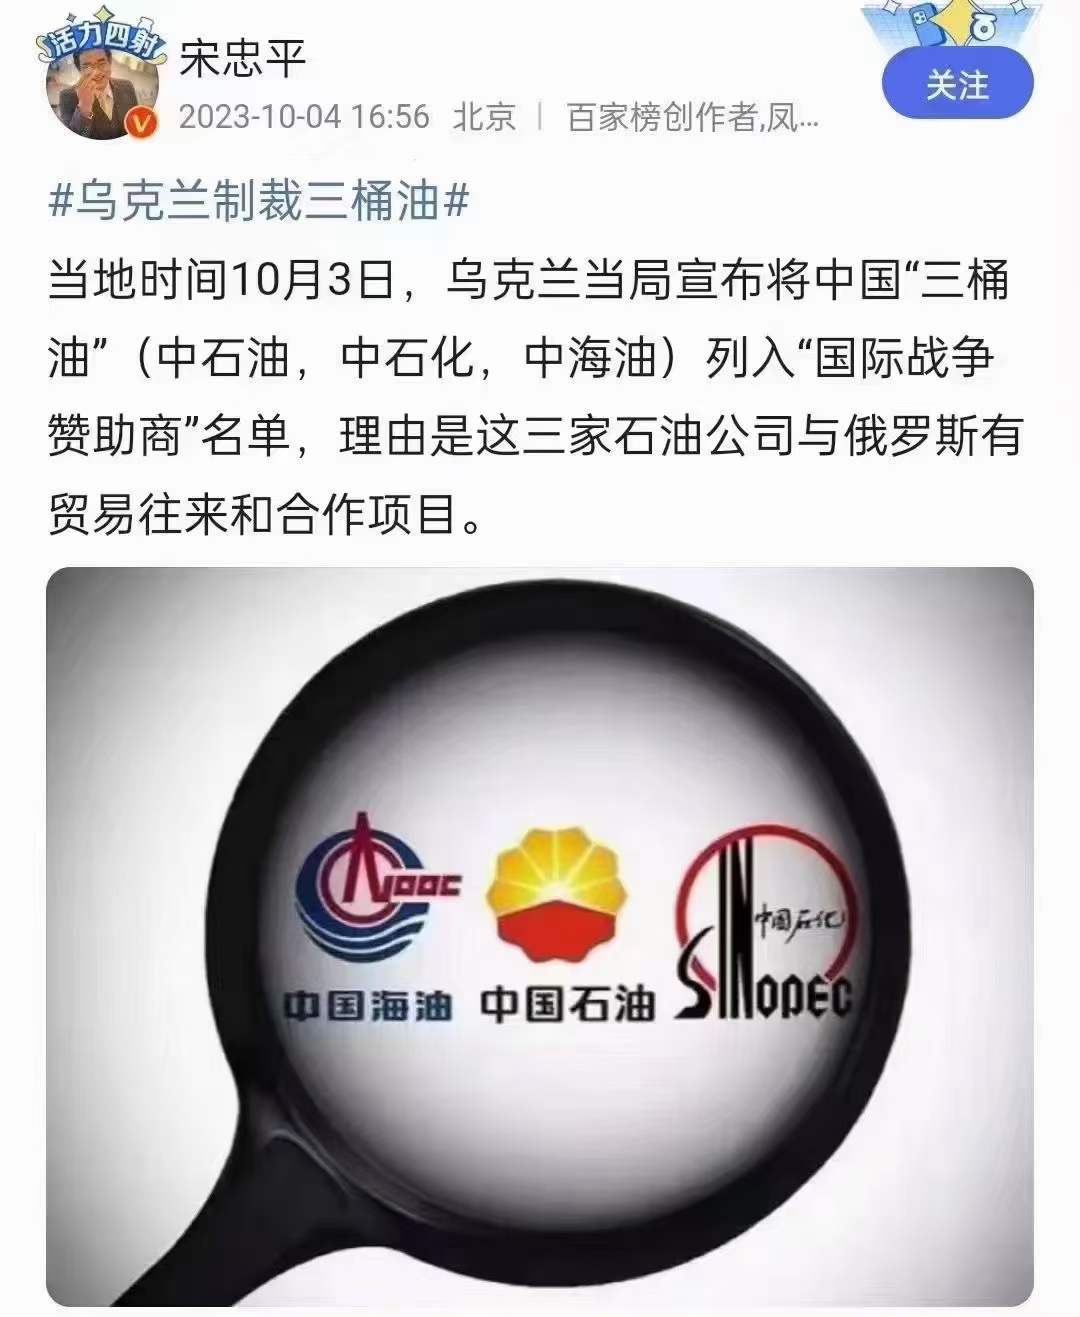 活力四射
宋忠平
2023-10-04 16:56 北京 | 百家榜创作者,凤...
关注
#乌克兰制裁三桶油#
当地时间10月3日，乌克兰当局宣布将中国“三桶
油”（中石油，中石化，中海油）列入“国际战争
赞助商”名单，理由是这三家石油公司与俄罗斯有
贸易往来和合作项目。
CNOOC
中国海油
中国石油
中国石化
SINOPEC